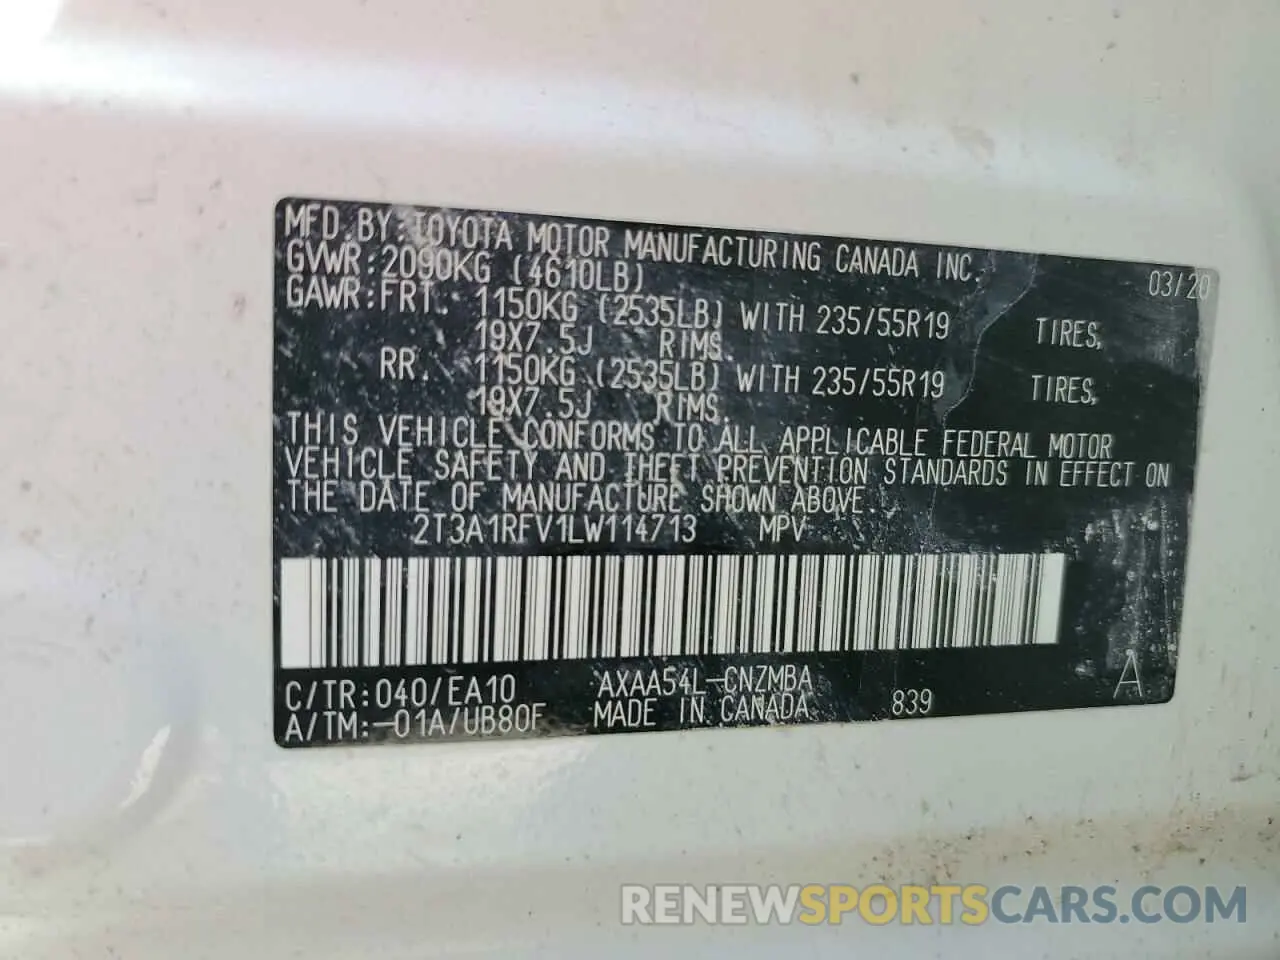 MFD. BY: TOYOTA MOTOR MANUFACTURING CANADA INC. 03/20
GVWR: 2090KG (4610LB)
GAWR: FRT. 1150KG (2535LB) WITH 235/55R19 TIRES,
19X7.5J RIMS,
RR. 1150KG (2535LB) WITH 235/55R19 TIRES,
19X7.5J RIMS.
THIS VEHICLE CONFORMS TO ALL APPLICABLE FEDERAL MOTOR
VEHICLE SAFETY AND THEFT PREVENTION STANDARDS IN EFFECT ON
THE DATE OF MANUFACTURE SHOWN ABOVE.
2T3A1RFV1LW114713 MPV
C/TR: 040/EA10 AXAA54L-CNZMBA A
A/TM: -01A/UB80F MADE IN CANADA 839
RENEWSPORTSCARS.COM